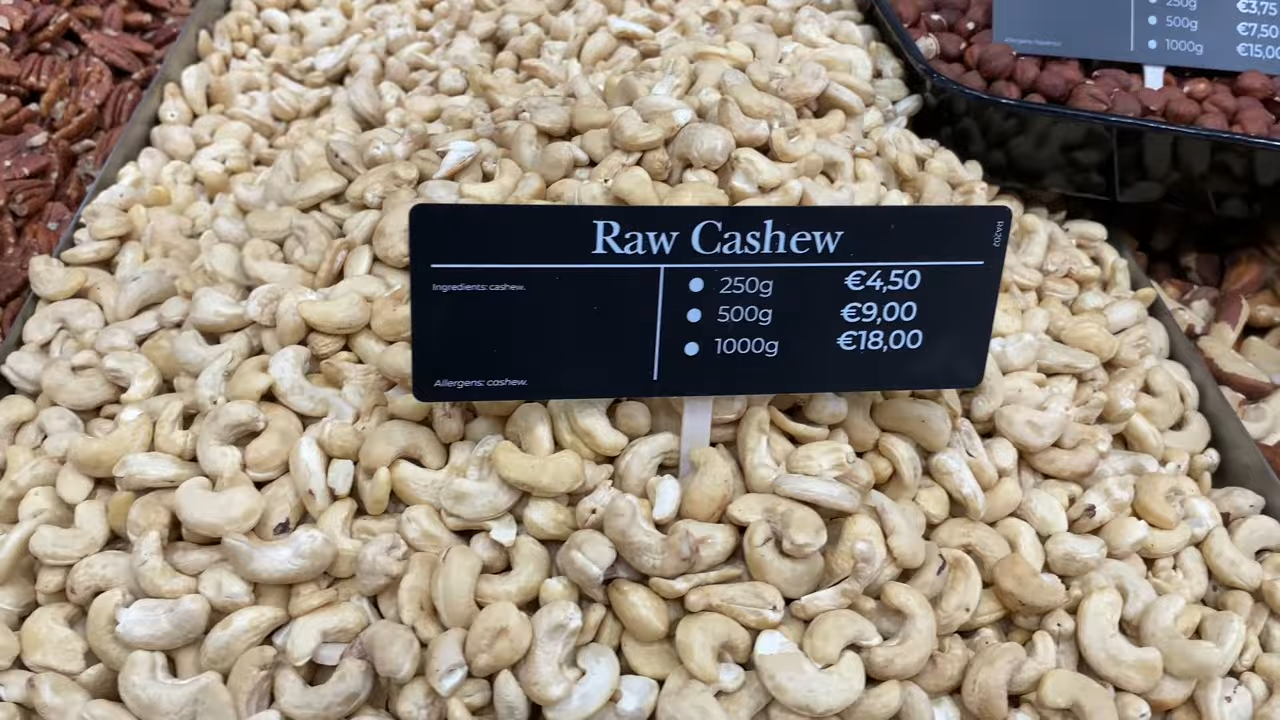 250g €3,75
500g €7,50
1000g €15,00
Raw Cashew
RA202
Ingredients: cashew.
250g €4,50
500g €9,00
1000g €18,00
Allergens: cashew.